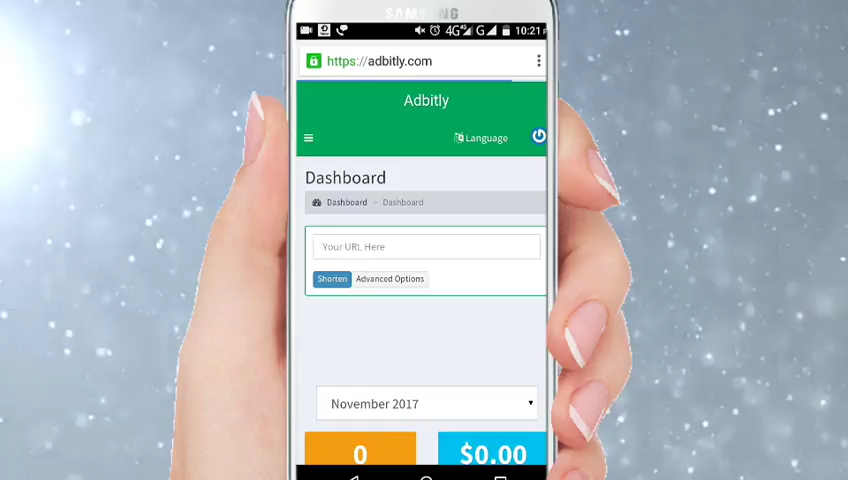 SAMSUNG
4G G 10:21
https://adbitly.com
Adbitly
Language
Dashboard
Dashboard > Dashboard
Your URL Here
Shorten Advanced Options
November 2017
0 $0.00